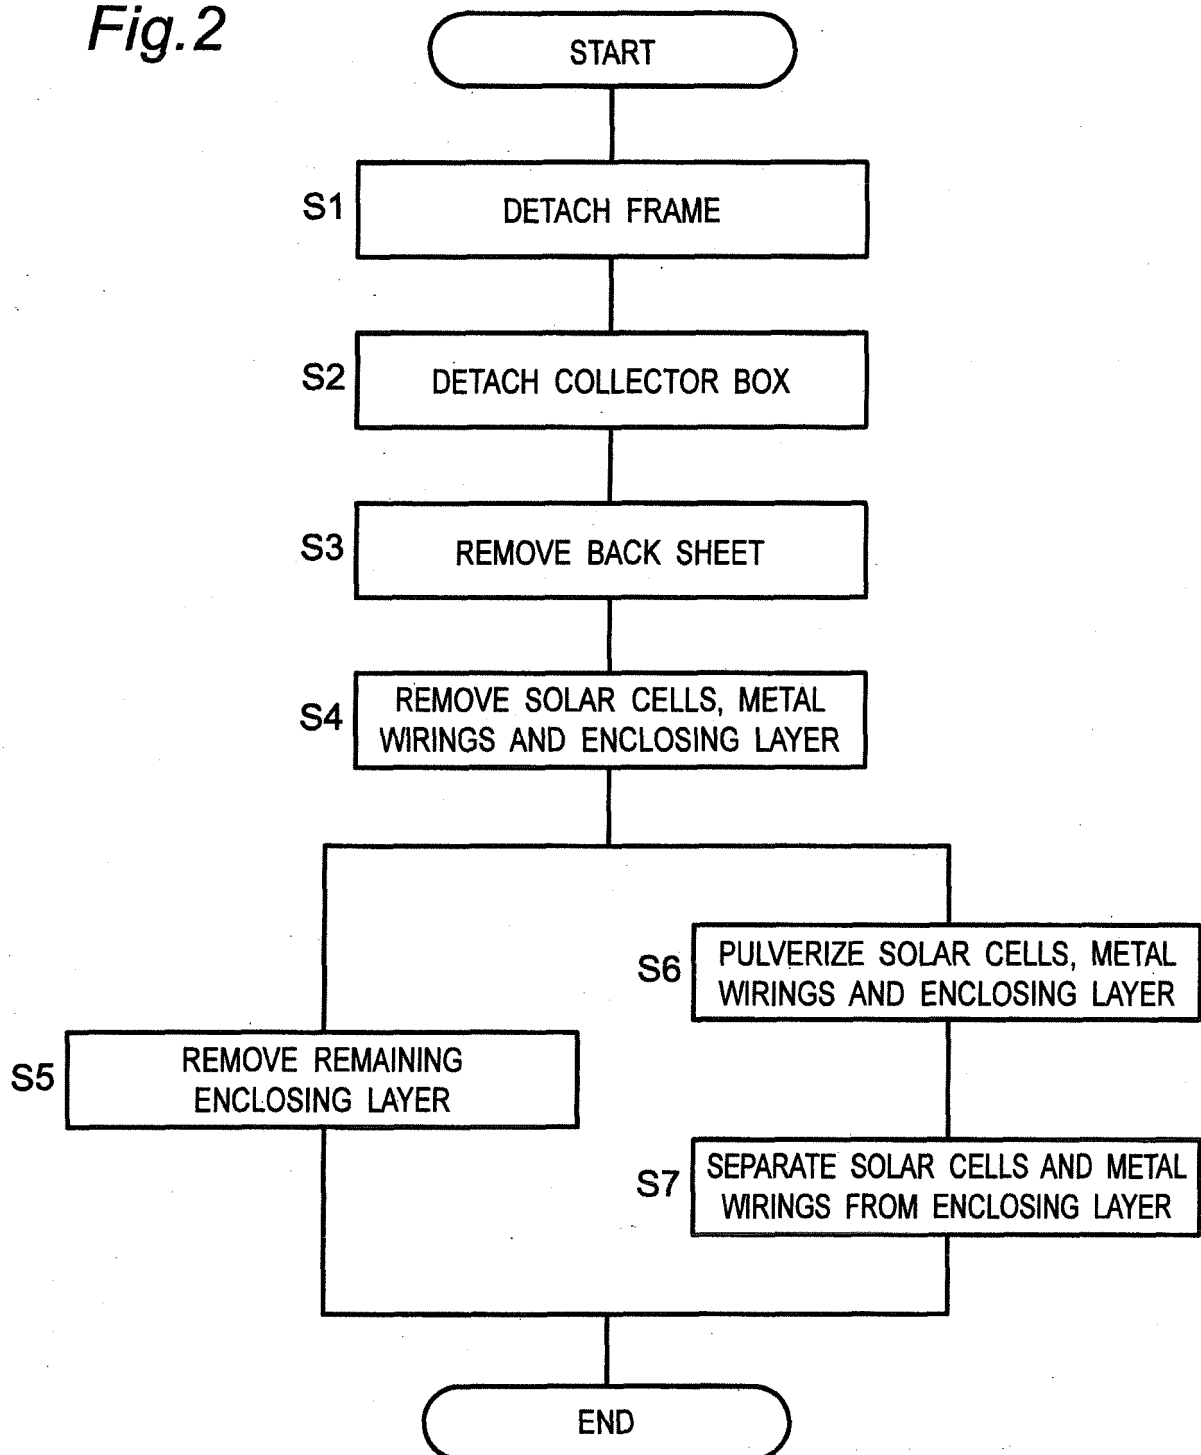 Fig.2
START
S1
DETACH FRAME
S2
DETACH COLLECTOR BOX
S3
REMOVE BACK SHEET
S4
REMOVE SOLAR CELLS, METAL
WIRINGS AND ENCLOSING LAYER
S6
PULVERIZE SOLAR CELLS, METAL
WIRINGS AND ENCLOSING LAYER
S5
REMOVE REMAINING
ENCLOSING LAYER
S7
SEPARATE SOLAR CELLS AND METAL
WIRINGS FROM ENCLOSING LAYER
END